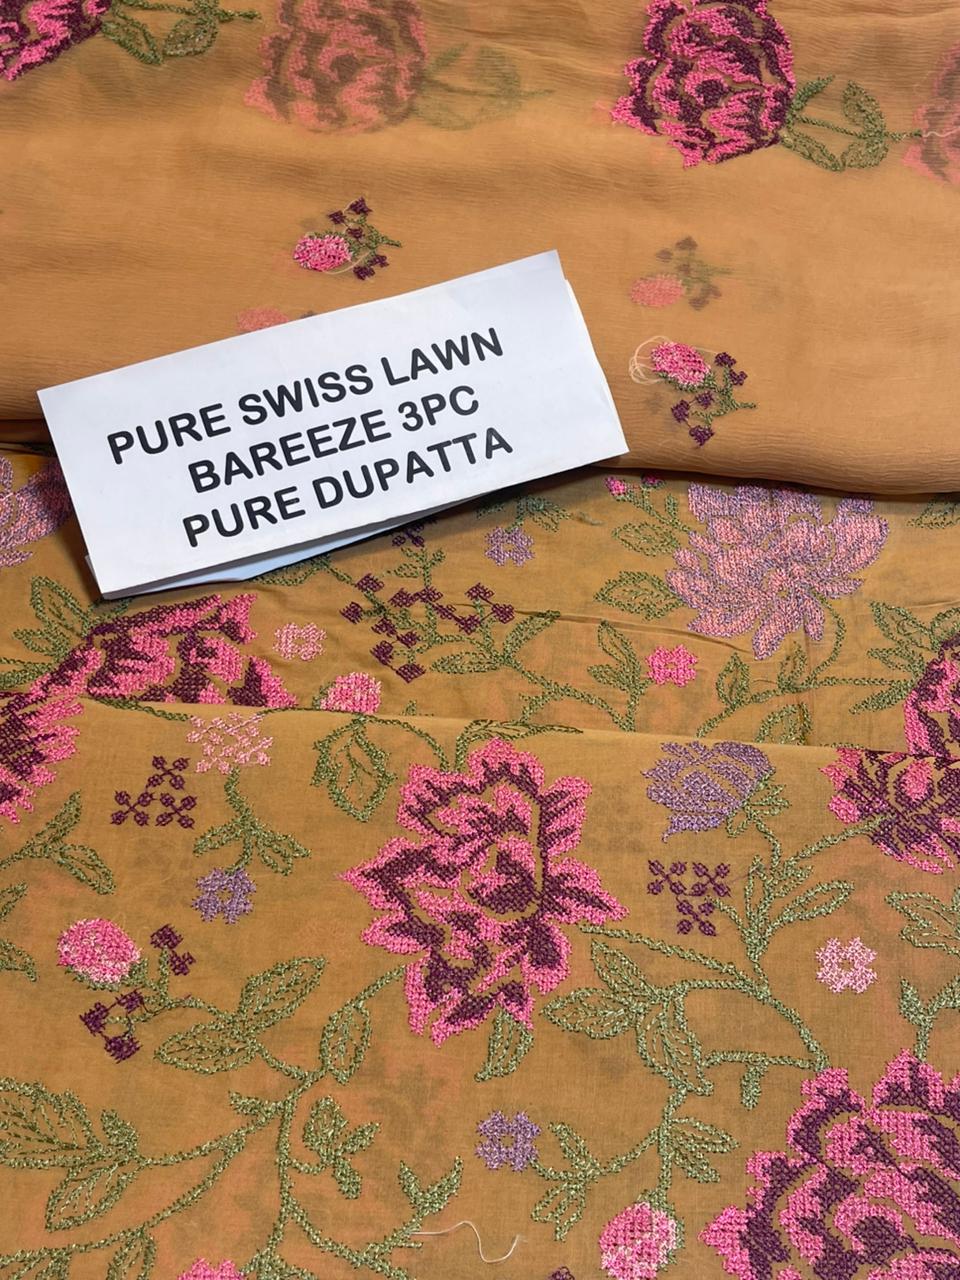 PURE SWISS LAWN
BAREEZE 3PC
PURE DUPATTA